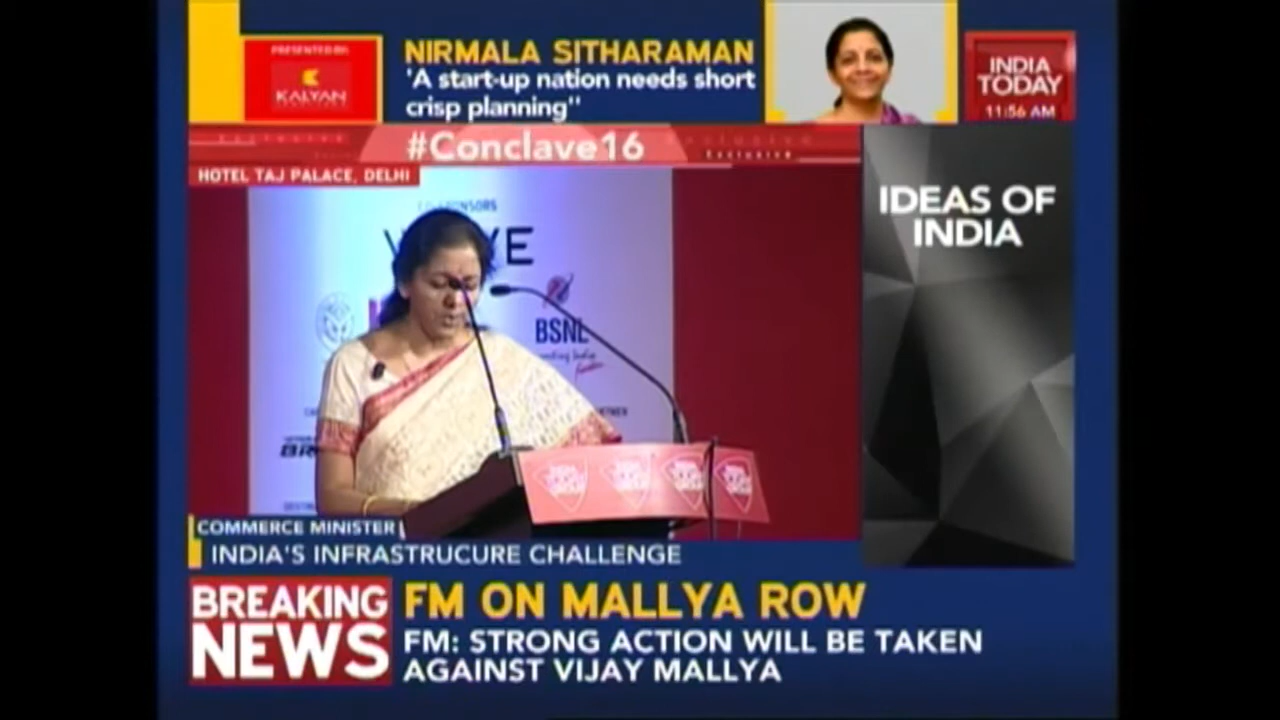 PRESENTED BY
KALYAN
NIRMALA SITHARAMAN
'A start-up nation needs short
crisp planning"
INDIA
TODAY
11:56 AM
#Conclave16
Exclusive
HOTEL TAJ PALACE, DELHI
IDEAS OF
INDIA
BSNL
COMMERCE MINISTER
INDIA'S INFRASTRUCURE CHALLENGE
BREAKING
NEWS
FM ON MALLYA ROW
FM: STRONG ACTION WILL BE TAKEN
AGAINST VIJAY MALLYA